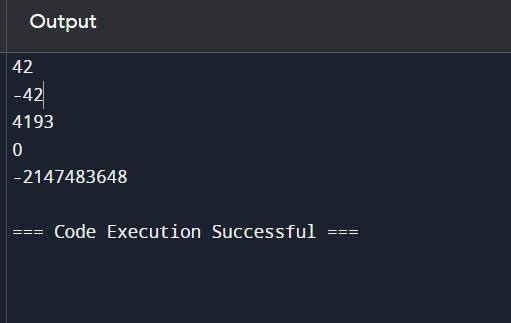 Output
42
-42
4193
0
-2147483648
=== Code Execution Successful ===